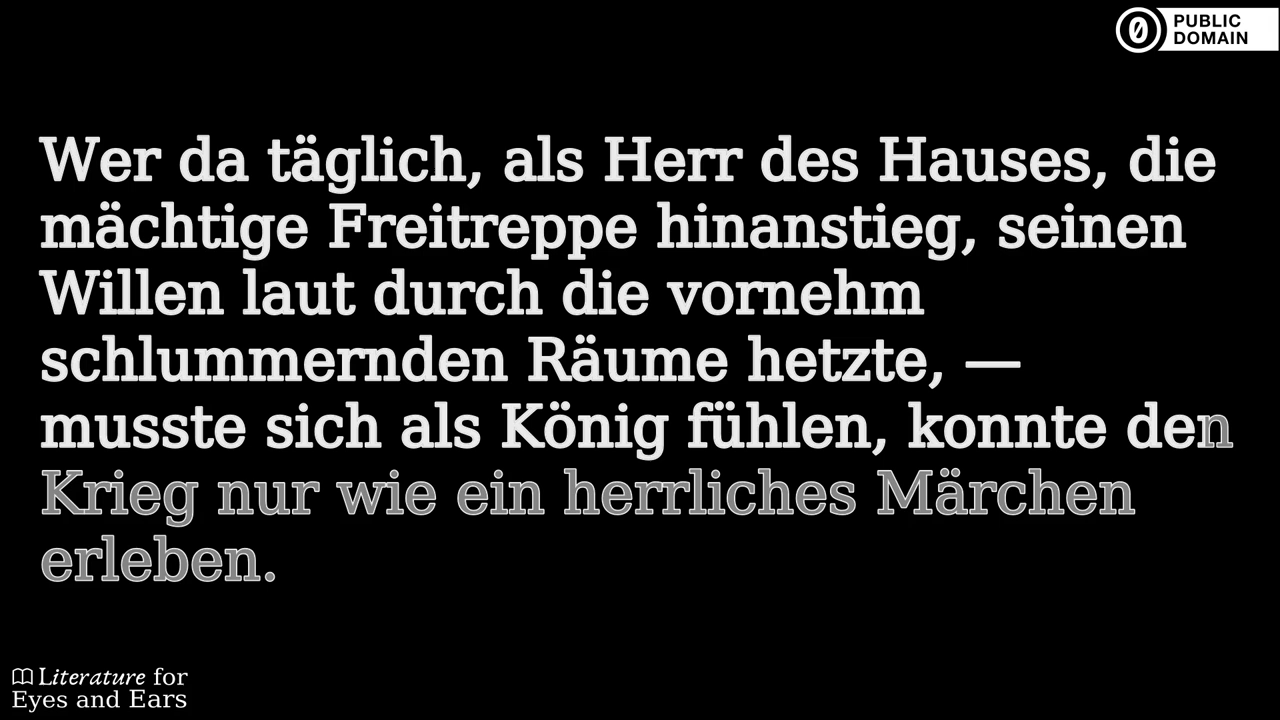 PUBLIC
DOMAIN
Wer da täglich, als Herr des Hauses, die
mächtige Freitreppe hinanstieg, seinen
Willen laut durch die vornehm
schlummernden Räume hetzte, —
musste sich als König fühlen, konnte den
Krieg nur wie ein herrliches Märchen
erleben.
Literature for
Eyes and Ears